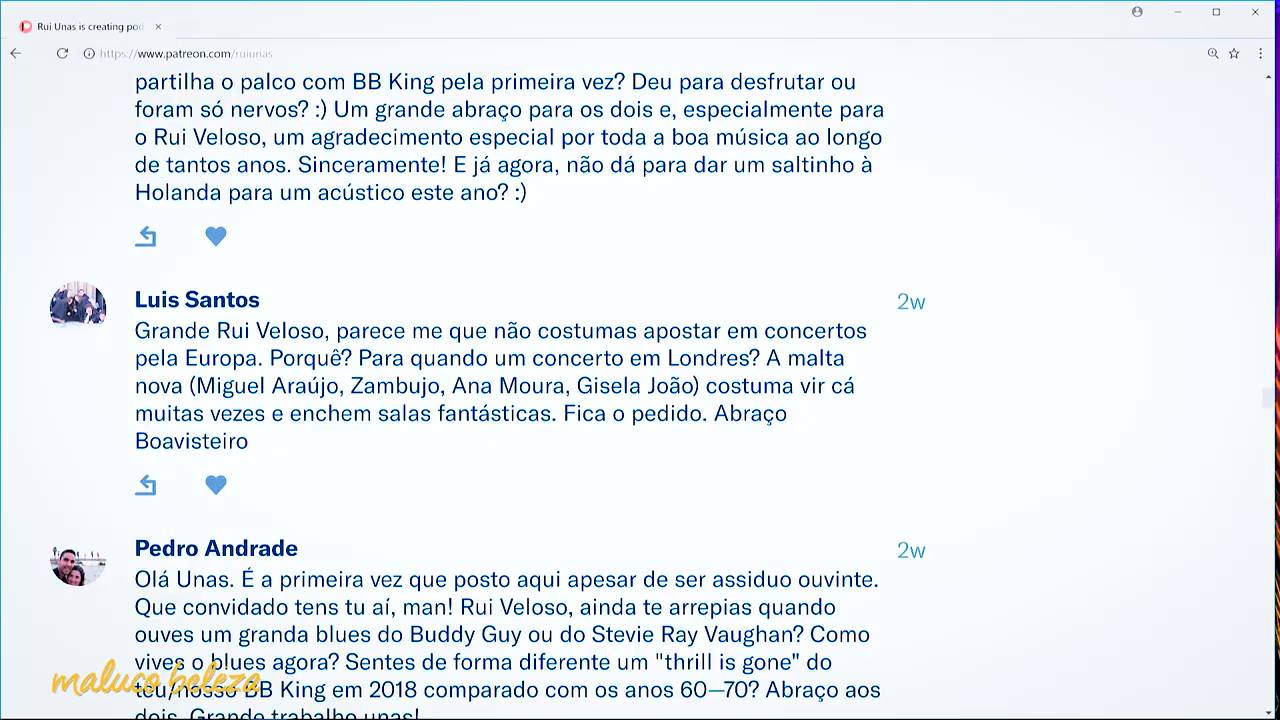 Rui Unas is creating pod
https://www.patreon.com/ruiunas
partilha o palco com BB King pela primeira vez? Deu para desfrutar ou
foram só nervos? :) Um grande abraço para os dois e, especialmente para
o Rui Veloso, um agradecimento especial por toda a boa música ao longo
de tantos anos. Sinceramente! E já agora, não dá para dar um saltinho à
Holanda para um acústico este ano? :)
Luis Santos
2w
Grande Rui Veloso, parece me que não costumas apostar em concertos
pela Europa. Porquê? Para quando um concerto em Londres? A malta
nova (Miguel Araújo, Zambujo, Ana Moura, Gisela João) costuma vir cá
muitas vezes e enchem salas fantásticas. Fica o pedido. Abraço
Boavisteiro
Pedro Andrade
2w
Olá Unas. É a primeira vez que posto aqui apesar de ser assiduo ouvinte.
Que convidado tens tu aí, man! Rui Veloso, ainda te arrepias quando
ouves um granda blues do Buddy Guy ou do Stevie Ray Vaughan? Como
vives o blues agora? Sentes de forma diferente um "thrill is gone" do
teu/nosso BB King em 2018 comparado com os anos 60—70? Abraço aos
dois. Grande trabalho unas!
maluco beleza